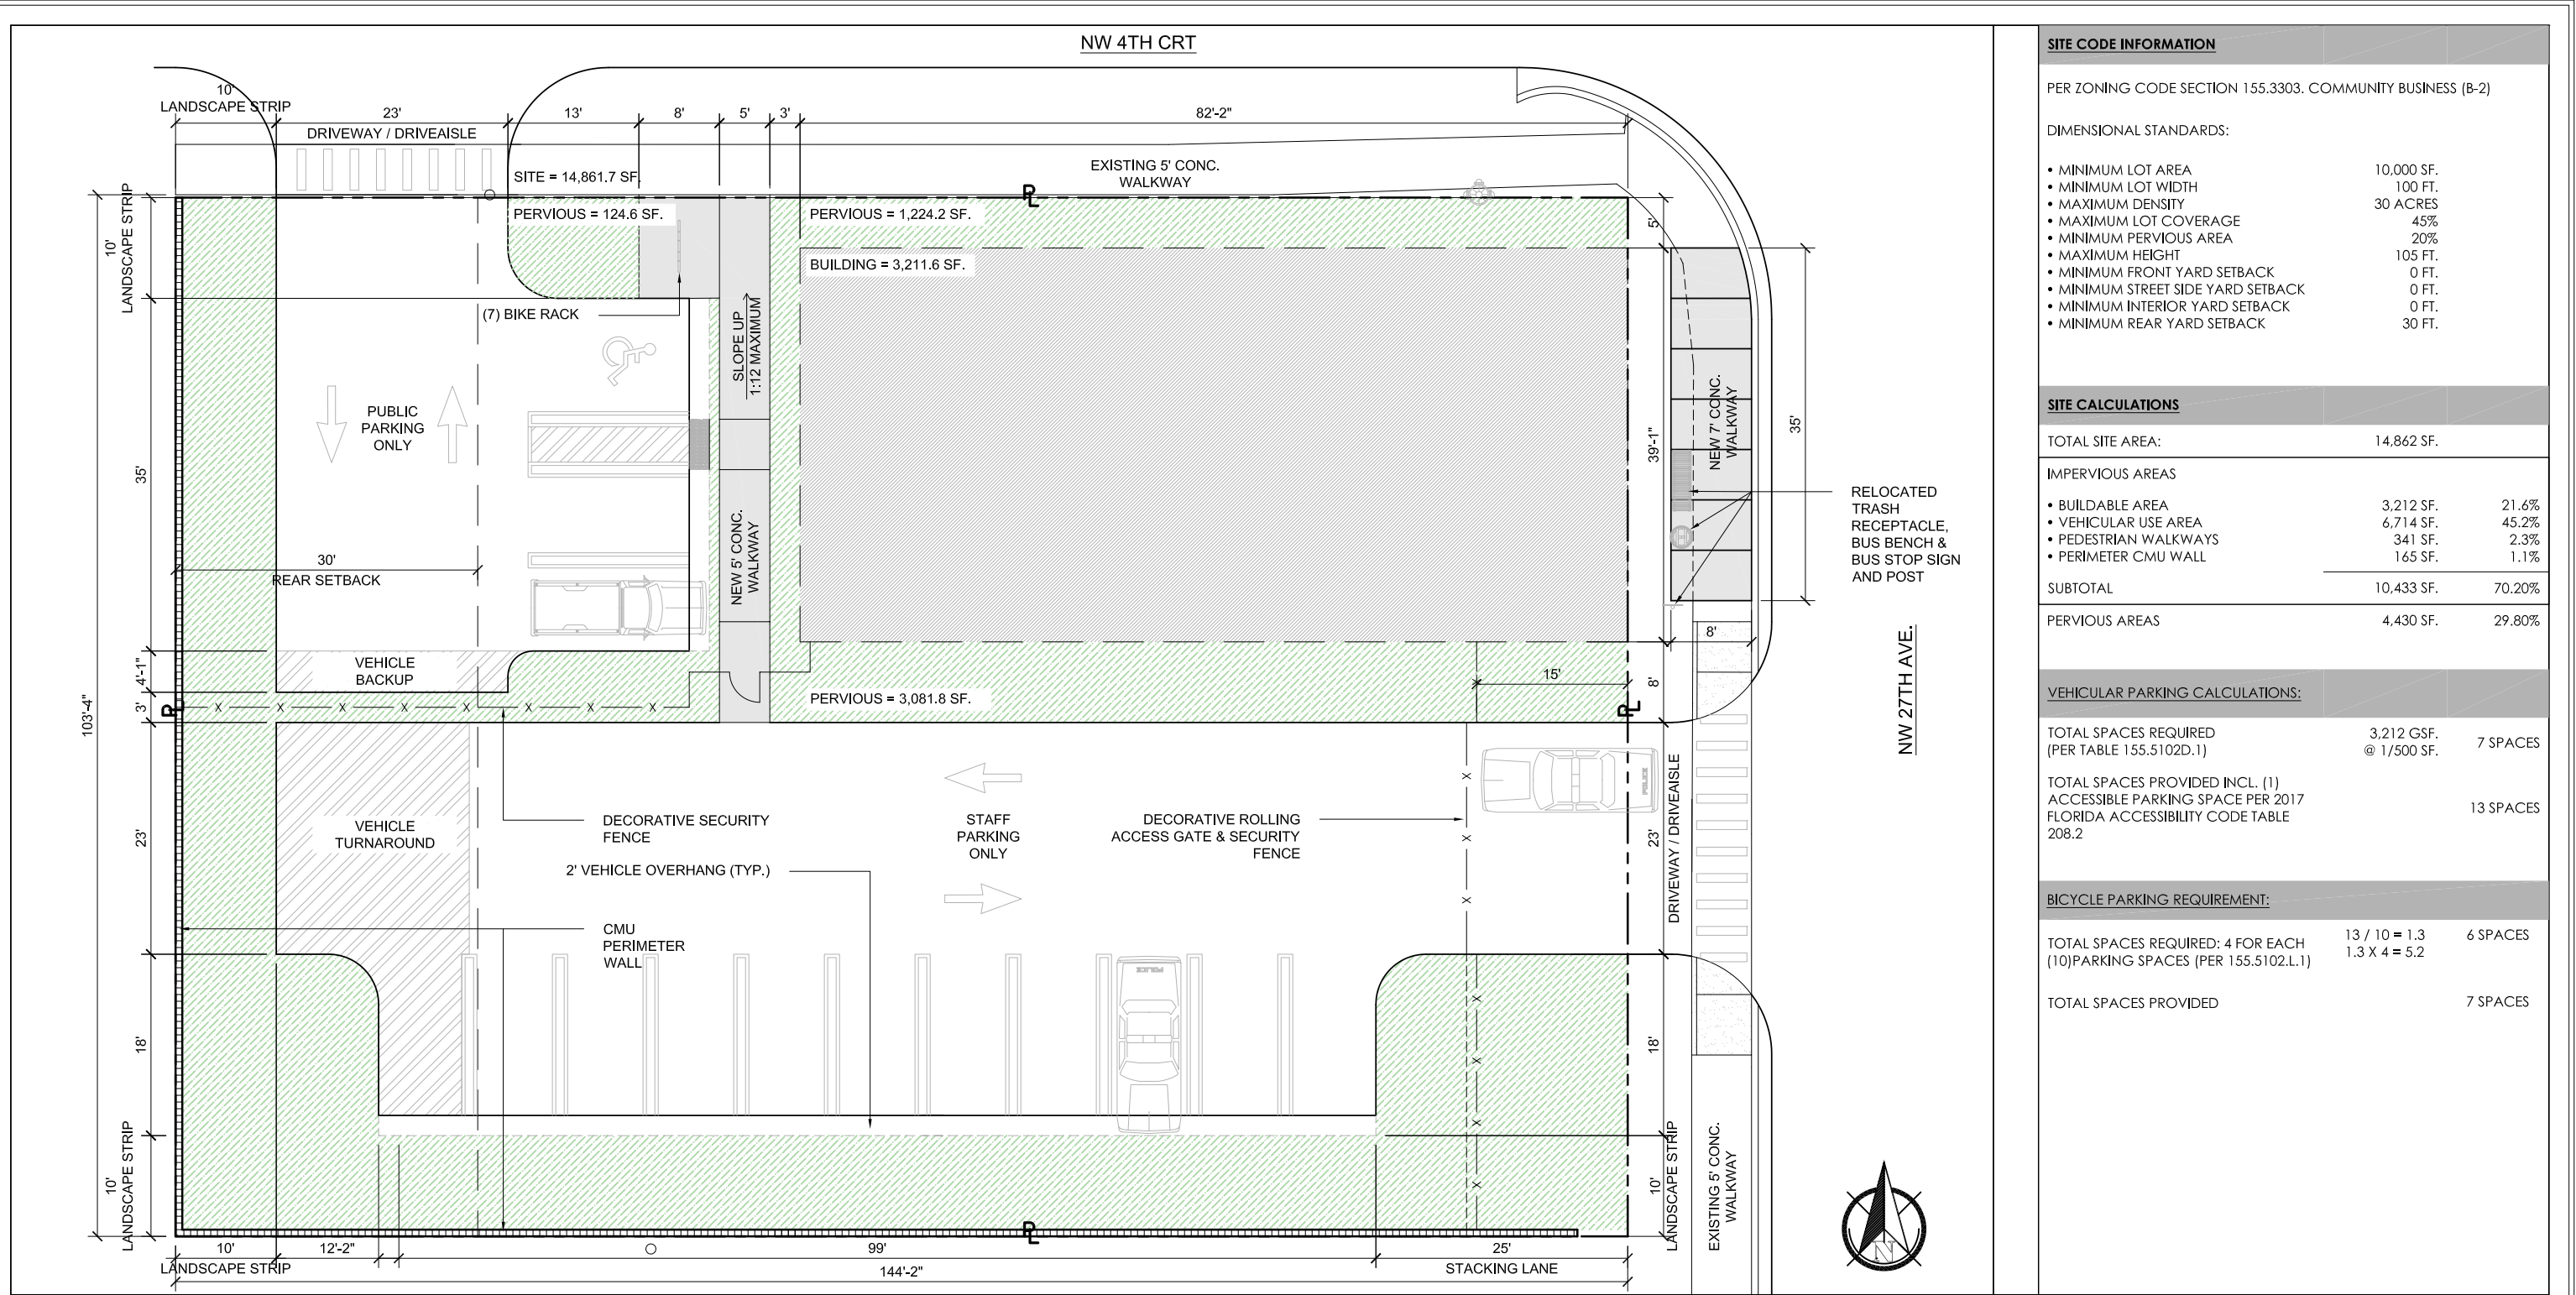 NW 4TH CRT
10'
LANDSCAPE STRIP
23'
13'
8'
5'
3'
82'-2"
DRIVEWAY / DRIVEAISLE
EXISTING 5' CONC.
WALKWAY
SITE = 14,861.7 SF.
PL
PERVIOUS = 124.6 SF.
PERVIOUS = 1,224.2 SF.
BUILDING = 3,211.6 SF.
10'
LANDSCAPE STRIP
5'
(7) BIKE RACK
SLOPE UP
1:12 MAXIMUM
PUBLIC
PARKING
ONLY
35'
39'-1"
NEW 7' CONC.
WALKWAY
35'
RELOCATED
TRASH
RECEPTACLE,
BUS BENCH &
BUS STOP SIGN
AND POST
NEW 5' CONC.
WALKWAY
30'
REAR SETBACK
8'
VEHICLE
BACKUP
4'-1"
3'
103'-4"
PL
X X X X X X X X
PERVIOUS = 3,081.8 SF.
15'
8'
PL
NW 27TH AVE.
VEHICLE
TURNAROUND
23'
DECORATIVE SECURITY
FENCE
2' VEHICLE OVERHANG (TYP.)
STAFF
PARKING
ONLY
DECORATIVE ROLLING
ACCESS GATE & SECURITY
FENCE
X
X
X
POLICE
23'
DRIVEWAY / DRIVEAISLE
CMU
PERIMETER
WALL
POLICE
X
X
X
X
18'
18'
10'
LANDSCAPE STRIP
10'
LANDSCAPE STRIP
EXISTING 5' CONC.
WALKWAY
N
PL
10'
12'-2"
99'
25'
LANDSCAPE STRIP
144'-2"
STACKING LANE
SITE CODE INFORMATION
PER ZONING CODE SECTION 155.3303. COMMUNITY BUSINESS (B-2)
DIMENSIONAL STANDARDS:
• MINIMUM LOT AREA 10,000 SF.
• MINIMUM LOT WIDTH 100 FT.
• MAXIMUM DENSITY 30 ACRES
• MAXIMUM LOT COVERAGE 45%
• MINIMUM PERVIOUS AREA 20%
• MAXIMUM HEIGHT 105 FT.
• MINIMUM FRONT YARD SETBACK 0 FT.
• MINIMUM STREET SIDE YARD SETBACK 0 FT.
• MINIMUM INTERIOR YARD SETBACK 0 FT.
• MINIMUM REAR YARD SETBACK 30 FT.
SITE CALCULATIONS
TOTAL SITE AREA: 14,862 SF.
IMPERVIOUS AREAS
• BUILDABLE AREA 3,212 SF. 21.6%
• VEHICULAR USE AREA 6,714 SF. 45.2%
• PEDESTRIAN WALKWAYS 341 SF. 2.3%
• PERIMETER CMU WALL 165 SF. 1.1%
SUBTOTAL 10,433 SF. 70.20%
PERVIOUS AREAS 4,430 SF. 29.80%
VEHICULAR PARKING CALCULATIONS:
TOTAL SPACES REQUIRED 3,212 GSF. 7 SPACES
(PER TABLE 155.5102D.1) @ 1/500 SF.
TOTAL SPACES PROVIDED INCL. (1)
ACCESSIBLE PARKING SPACE PER 2017
FLORIDA ACCESSIBILITY CODE TABLE 13 SPACES
208.2
BICYCLE PARKING REQUIREMENT:
TOTAL SPACES REQUIRED: 4 FOR EACH 13 / 10 = 1.3 6 SPACES
(10)PARKING SPACES (PER 155.5102.L.1) 1.3 X 4 = 5.2
TOTAL SPACES PROVIDED 7 SPACES